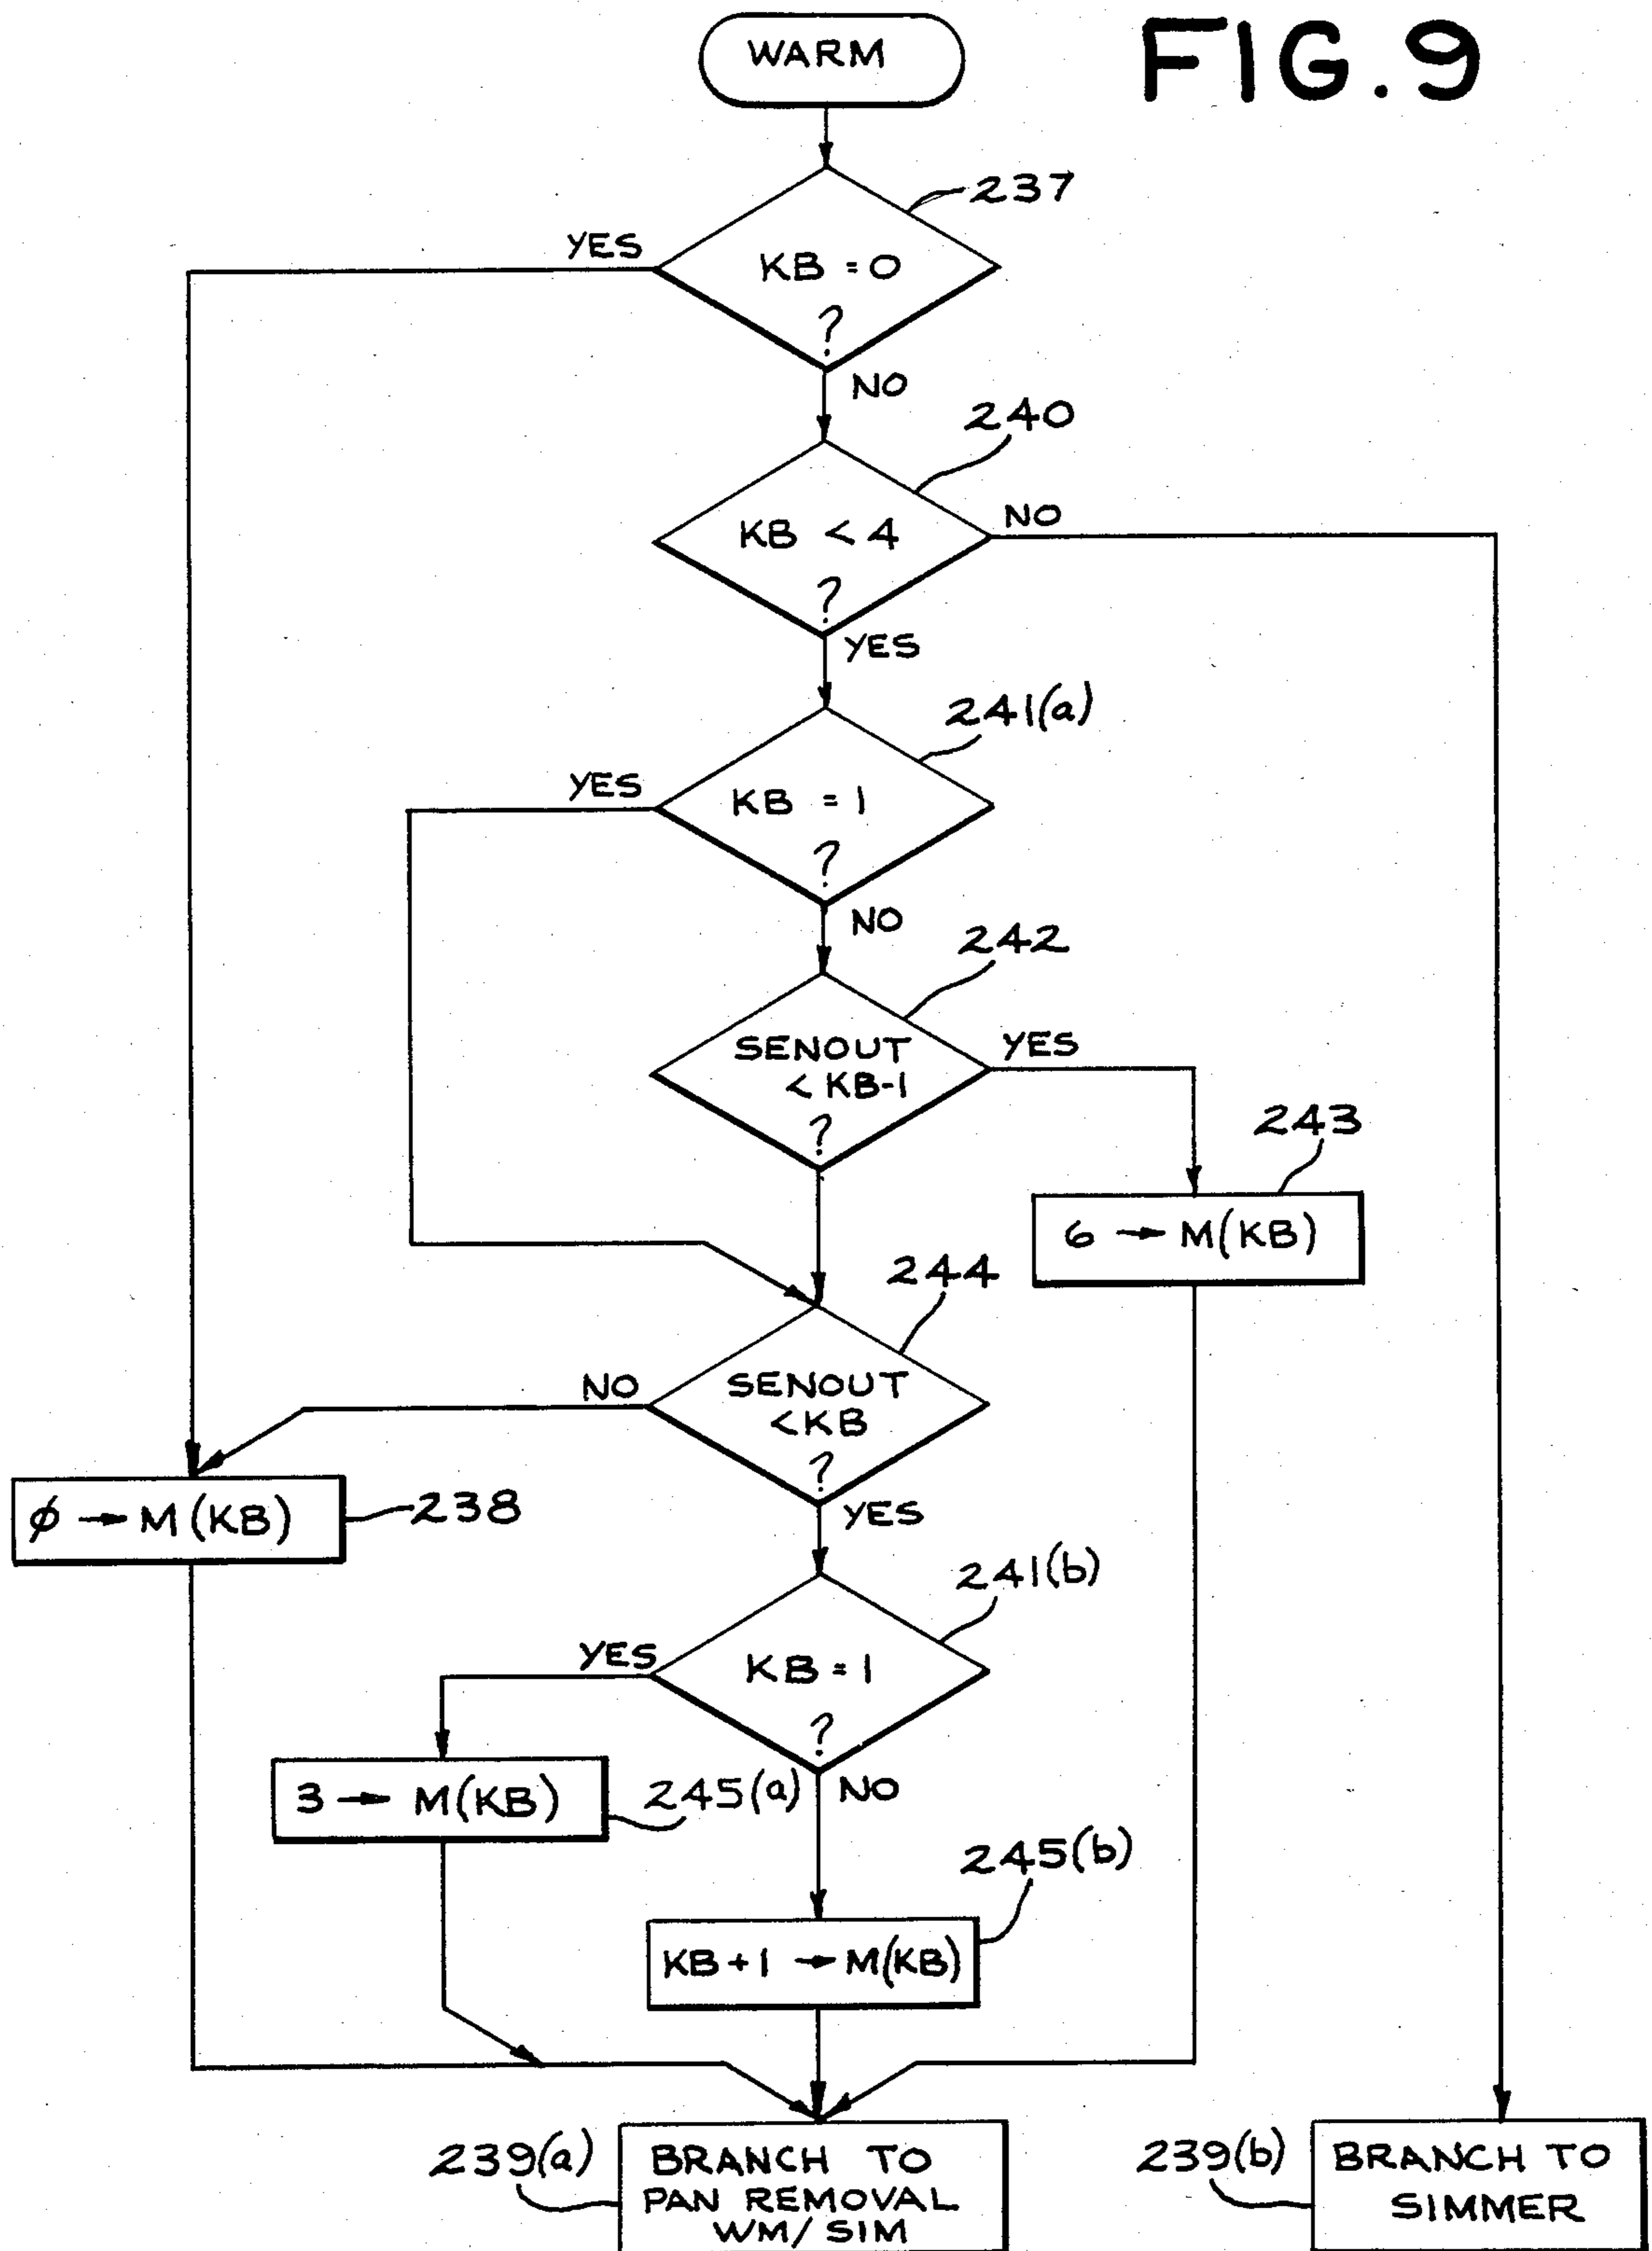 FIG.9
WARM
237
YES
KB = 0
?
NO
240
KB < 4
NO
?
YES
241(a)
YES
KB = 1
?
NO
242
SENOUT
< KB-1
YES
?
243
6 → M(KB)
244
NO
SENOUT
< KB
?
YES
ϕ → M(KB)
238
241(b)
YES
KB = 1
?
NO
3 → M(KB)
245(a)
245(b)
KB+1 → M(KB)
239(a)
BRANCH TO
PAN REMOVAL
WM/SIM
239(b)
BRANCH TO
SIMMER